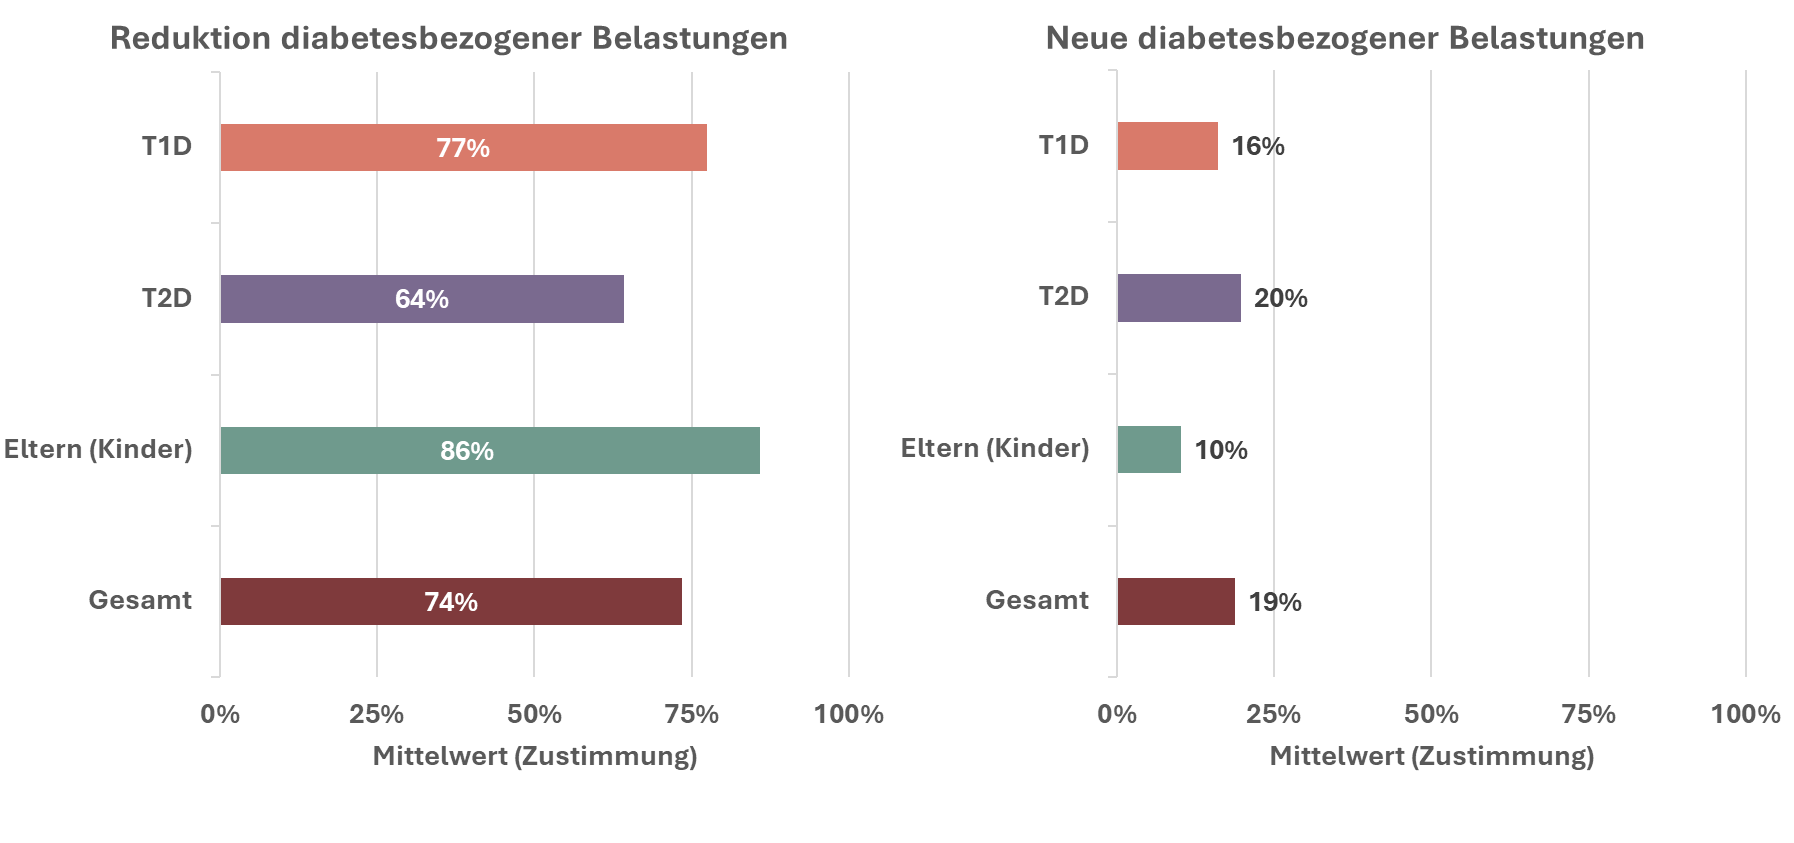 Reduktion diabetesbezogener Belastungen
T1D
77%
T2D
64%
Eltern (Kinder)
86%
Gesamt
74%
0% 25% 50% 75% 100%
Mittelwert (Zustimmung)
Neue diabetesbezogener Belastungen
T1D
16%
T2D
20%
Eltern (Kinder)
10%
Gesamt
19%
0% 25% 50% 75% 100%
Mittelwert (Zustimmung)